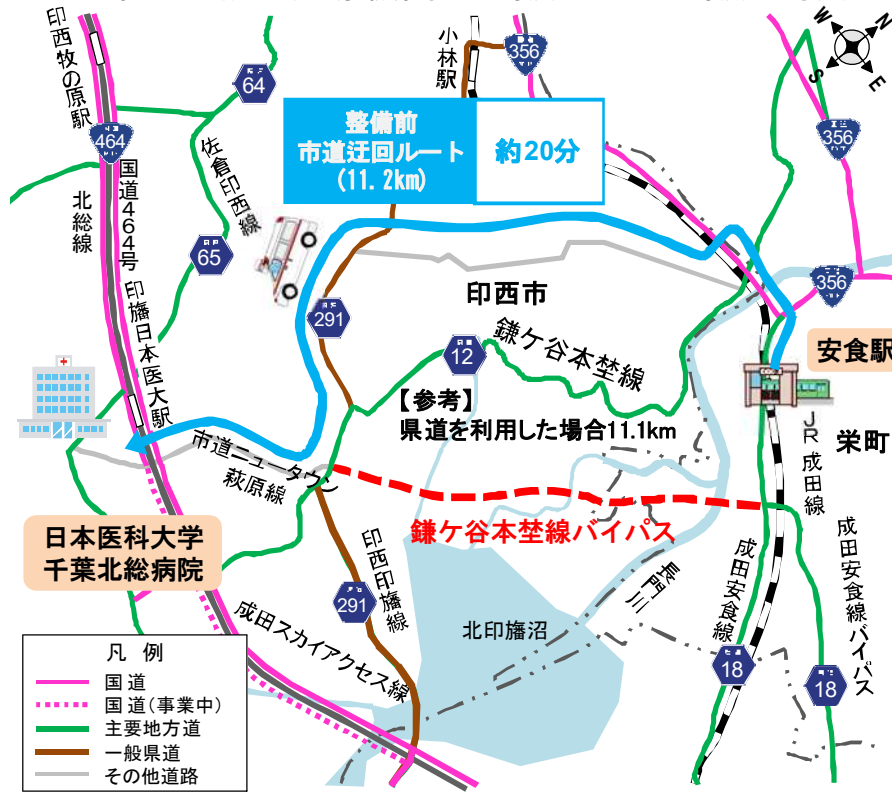 印西牧の原駅
64
小林駅
356
W
N
S
E
464
国道464号
北総線
佐倉印西線
65
整備前
市道迂回ルート
(11.2km)
約20分
356
印旛日本医大駅
291
印西市
356
12
鎌ケ谷本埜線
安食駅
【参考】
県道を利用した場合11.1km
JR成田線
栄町
市道ニュータウン
萩原線
鎌ケ谷本埜線バイパス
日本医科大学
千葉北総病院
印西印旛線
291
成田スカイアクセス線
北印旛沼
長門川
成田安食線
18
成田安食線バイパス
18
凡 例
国道
国道(事業中)
主要地方道
一般県道
その他道路